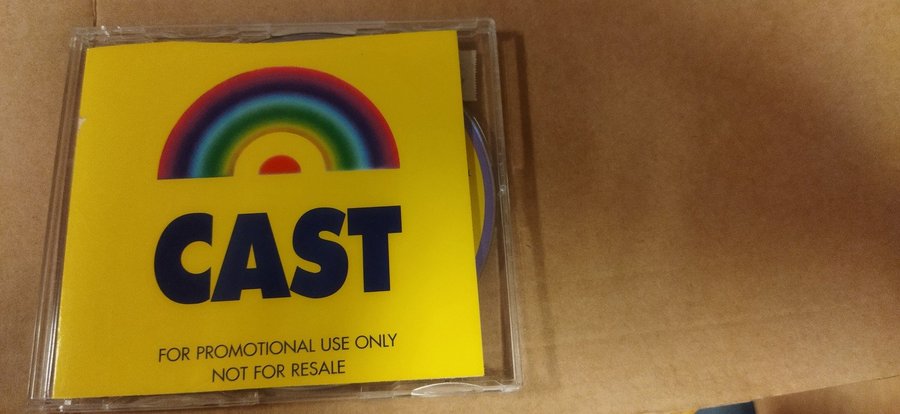 CAST
FOR PROMOTIONAL USE ONLY
NOT FOR RESALE